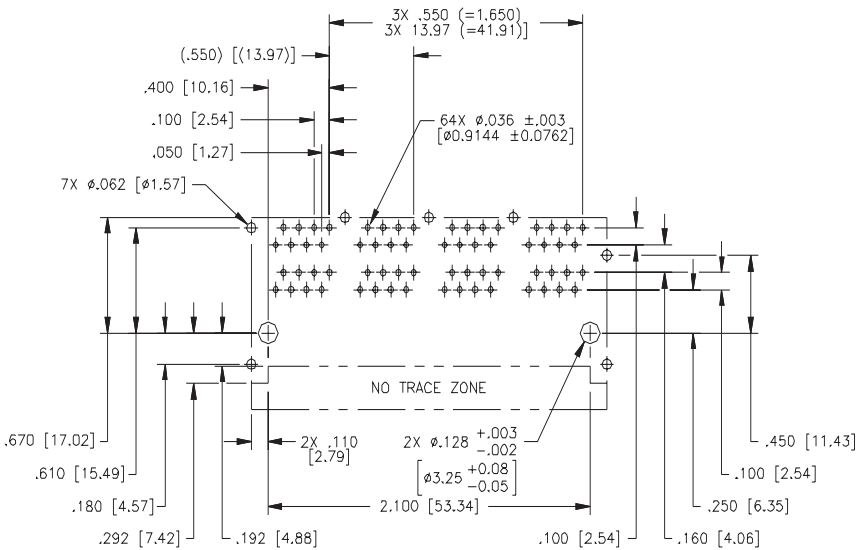 3X .550 (=1.650)
3X 13.97 (=41.91)]
(.550) [(13.97)]
.400 [10.16]
.100 [2.54]
.050 [1.27]
64X ø.036 ±.003
[ø0.9144 ±0.0762]
7X ø.062 [ø1.57]
NO TRACE ZONE
.670 [17.02]
.610 [15.49]
.180 [4.57]
.292 [7.42]
.192 [4.88]
2X .110
[2.79]
2X ø.128 +.003
-.002
[ø3.25 +0.08
-0.05]
2.100 [53.34]
.450 [11.43]
.100 [2.54]
.250 [6.35]
.100 [2.54]
.160 [4.06]